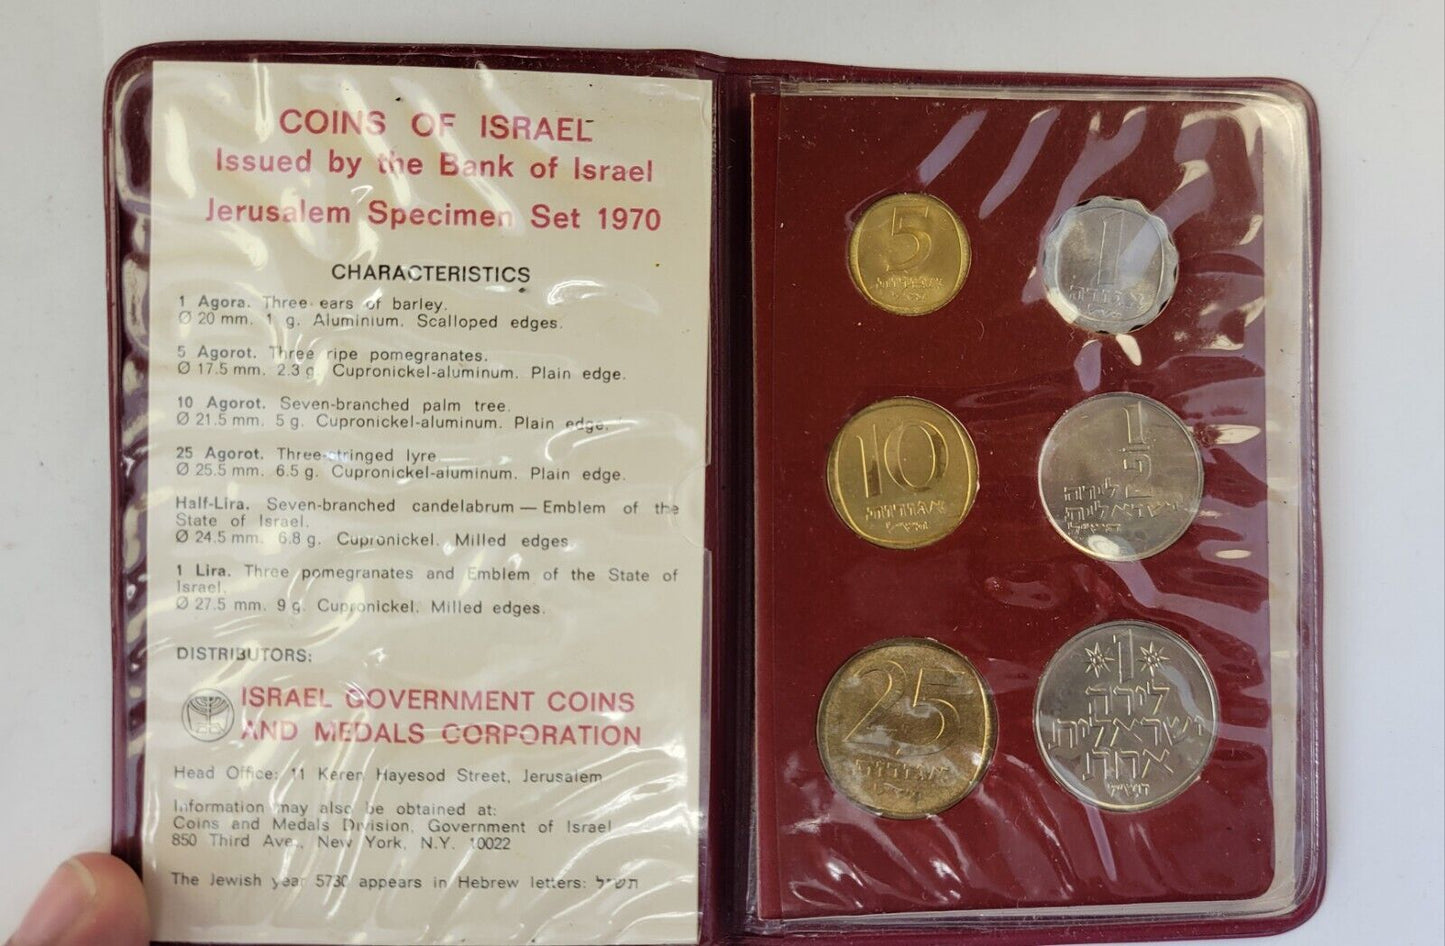 COINS OF ISRAEL
Issued by the Bank of Israel
Jerusalem Specimen Set 1970
CHARACTERISTICS
1 Agora. Three ears of barley.
Ø 20 mm. 1 g. Aluminium. Scalloped edges.
5 Agorot. Three ripe pomegranates.
Ø 17.5 mm. 2.3 g. Cupronickel-aluminum. Plain edge.
10 Agorot. Seven-branched palm tree.
Ø 21.5 mm. 5 g. Cupronickel-aluminum. Plain edge.
25 Agorot. Three-stringed lyre
Ø 25.5 mm. 6.5 g. Cupronickel-aluminum. Plain edge.
Half-Lira. Seven-branched candelabrum — Emblem of the
State of Israel.
Ø 24.5 mm. 6.8 g. Cupronickel. Milled edges
1 Lira. Three pomegranates and Emblem of the State of
Israel.
Ø 27.5 mm. 9 g. Cupronickel. Milled edges.
DISTRIBUTORS:
ISRAEL GOVERNMENT COINS
AND MEDALS CORPORATION
Head Office: 11 Keren Hayesod Street, Jerusalem
Information may also be obtained at:
Coins and Medals Division, Government of Israel
850 Third Ave., New York, N.Y. 10022
The Jewish year 5730 appears in Hebrew letters: תש״ל
5
אגורות
1
אגורה
10
אגורות
התש״ל
1
2
לירה
ישראלית
התש״ל
25
אגורות
1
לירה
ישראלית
אחת